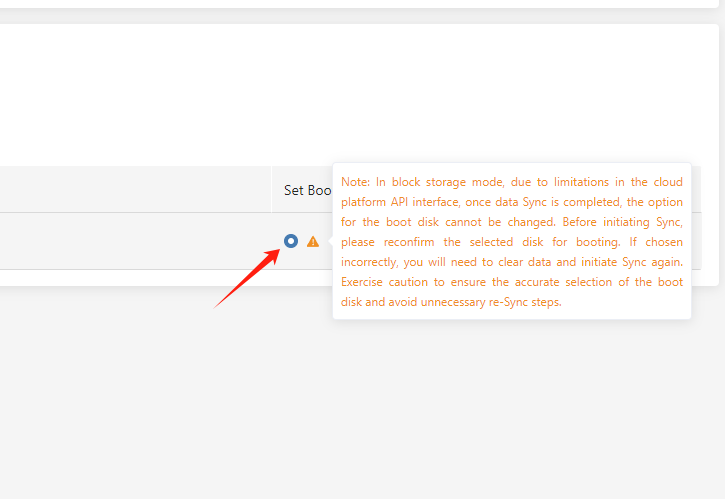 Set Boo
Note: In block storage mode, due to limitations in the cloud
platform API interface, once data Sync is completed, the option
for the boot disk cannot be changed. Before initiating Sync,
please reconfirm the selected disk for booting. If chosen
incorrectly, you will need to clear data and initiate Sync again.
Exercise caution to ensure the accurate selection of the boot
disk and avoid unnecessary re-Sync steps.